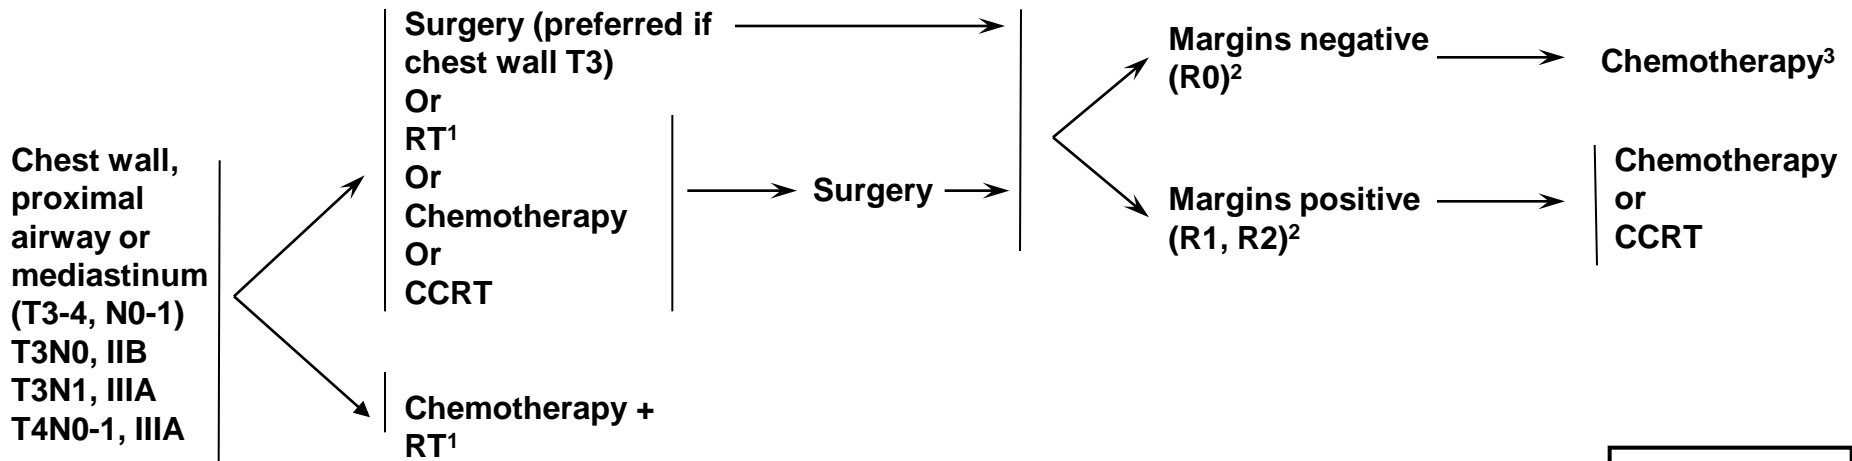 Chest wall,
proximal
airway or
mediastinum
(T3-4, N0-1)
T3N0, IIB
T3N1, IIIA
T4N0-1, IIIA
Surgery (preferred if
chest wall T3)
Or
RT¹
Or
Chemotherapy
Or
CCRT
Chemotherapy +
RT¹
Surgery
Margins negative
(R0)²
Margins positive
(R1, R2)²
Chemotherapy³
Chemotherapy
or
CCRT